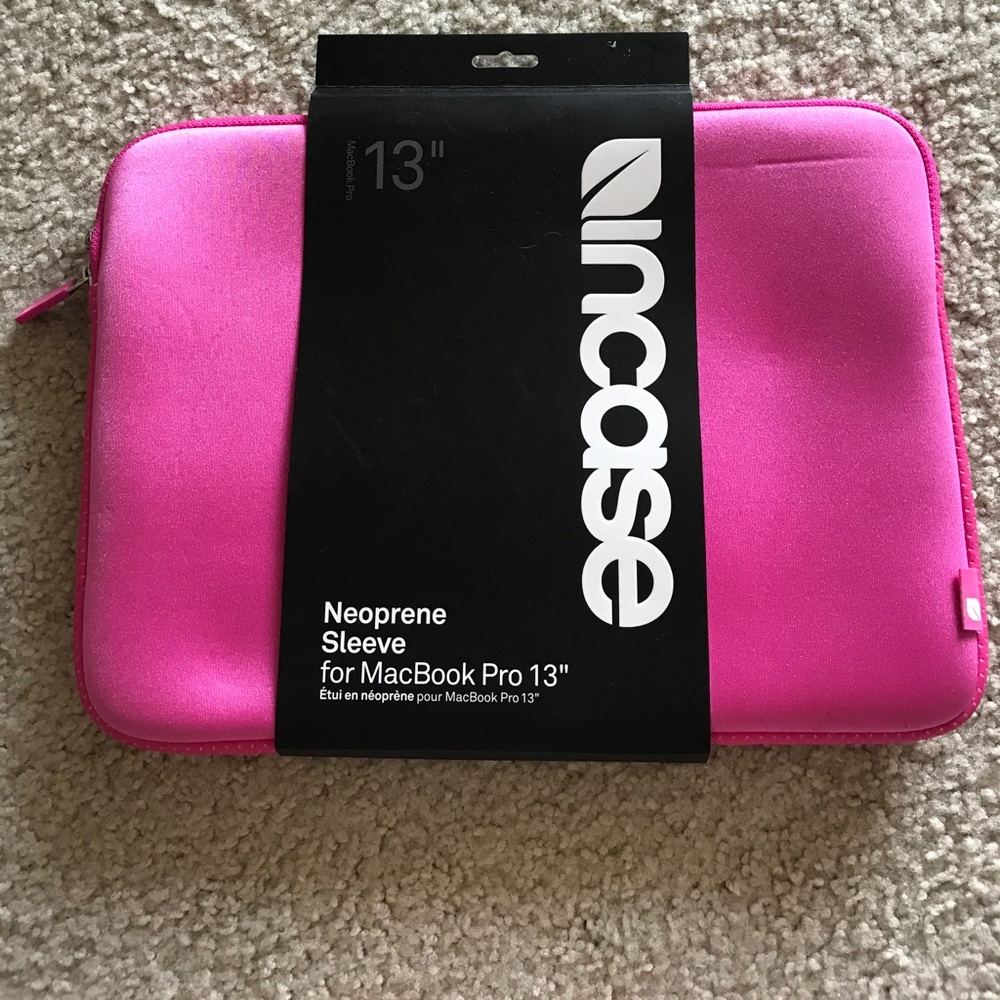 13"
MacBook Pro
incase
Neoprene
Sleeve
for MacBook Pro 13"
Étui en néoprène pour MacBook Pro 13"